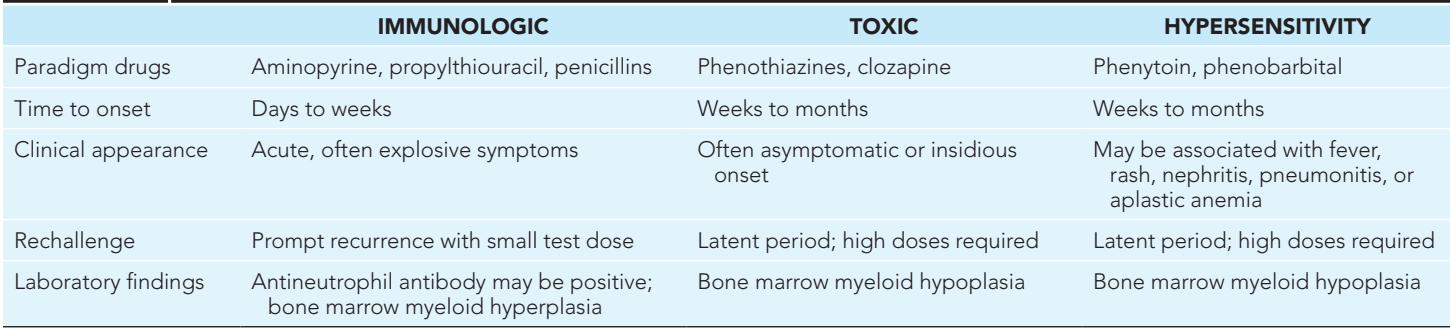 IMMUNOLOGIC TOXIC HYPERSENSITIVITY
Paradigm drugs Aminopyrine, propylthiouracil, penicillins Phenothiazines, clozapine Phenytoin, phenobarbital
Time to onset Days to weeks Weeks to months Weeks to months
Clinical appearance Acute, often explosive symptoms Often asymptomatic or insidious May be associated with fever,
onset rash, nephritis, pneumonitis, or
aplastic anemia
Rechallenge Prompt recurrence with small test dose Latent period; high doses required Latent period; high doses required
Laboratory findings Antineutrophil antibody may be positive; Bone marrow myeloid hypoplasia Bone marrow myeloid hypoplasia
bone marrow myeloid hyperplasia